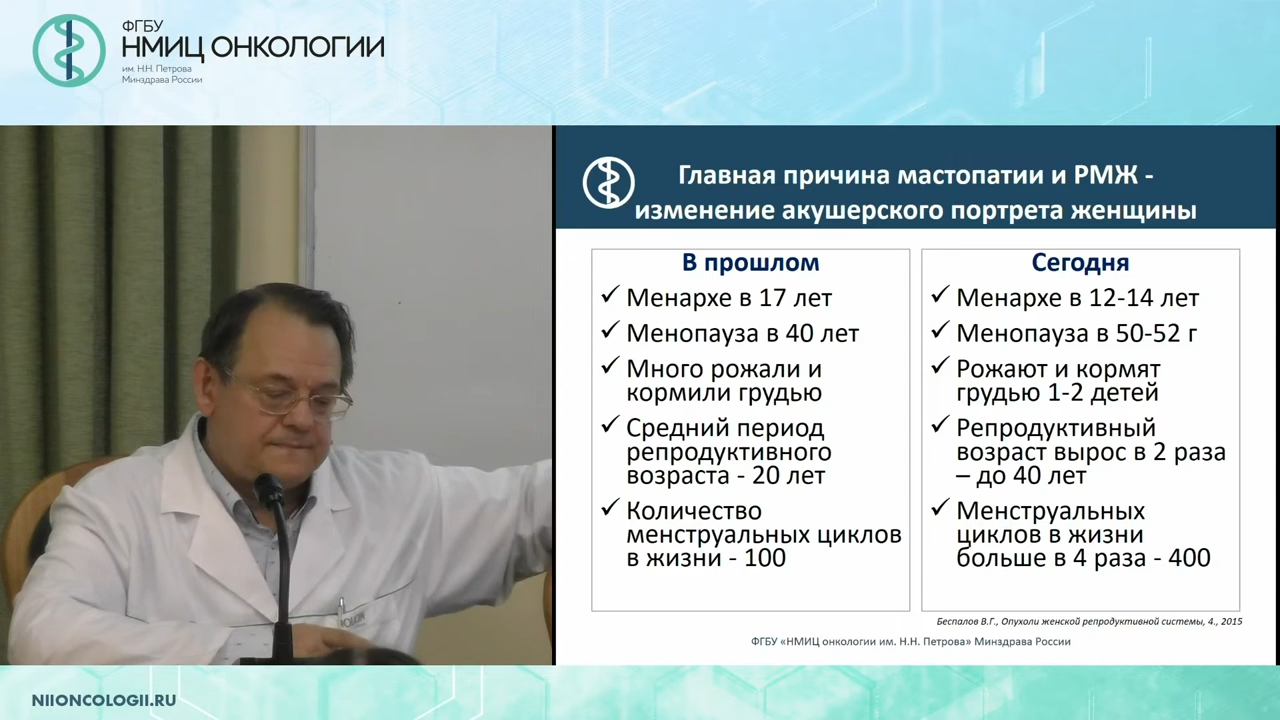 ФГБУ
НМИЦ ОНКОЛОГИИ
им. Н.Н. Петрова
Минздрава России
Главная причина мастопатии и РМЖ -
изменение акушерского портрета женщины
В прошлом
✓ Менархе в 17 лет
✓ Менопауза в 40 лет
✓ Много рожали и
кормили грудью
✓ Средний период
репродуктивного
возраста - 20 лет
✓ Количество
менструальных циклов
в жизни - 100
Сегодня
✓ Менархе в 12-14 лет
✓ Менопауза в 50-52 г
✓ Рожают и кормят
грудью 1-2 детей
✓ Репродуктивный
возраст вырос в 2 раза
– до 40 лет
✓ Менструальных
циклов в жизни
больше в 4 раза - 400
Беспалов В.Г., Опухоли женской репродуктивной системы, 4., 2015
ФГБУ «НМИЦ онкологии им. Н.Н. Петрова» Минздрава России
NIIONCOLOGII.RU